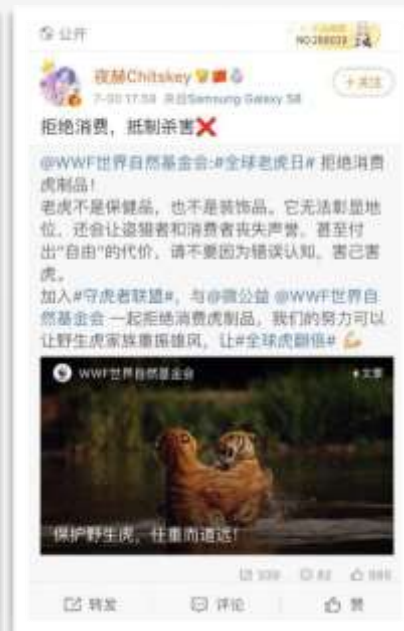 公开
夜赫Chitskey
+关注
来自Samsung Galaxy S8
拒绝消费，抵制杀害❌
@WWF世界自然基金会:#全球老虎日# 拒绝消费
虎制品！
老虎不是保健品，也不是装饰品。它无法彰显地
位，还会让盗猎者和消费者丧失声誉，甚至付
出“自由”的代价，请不要因为错误认知，害己害
虎。
加入#守虎者联盟#，与@微公益 @WWF世界自
然基金会 一起拒绝消费虎制品，我们的努力可以
让野生虎家族重振雄风，让#全球虎翻倍# 💪
WWF世界自然基金会
保护野生虎，任重而道远！
转发
评论
赞